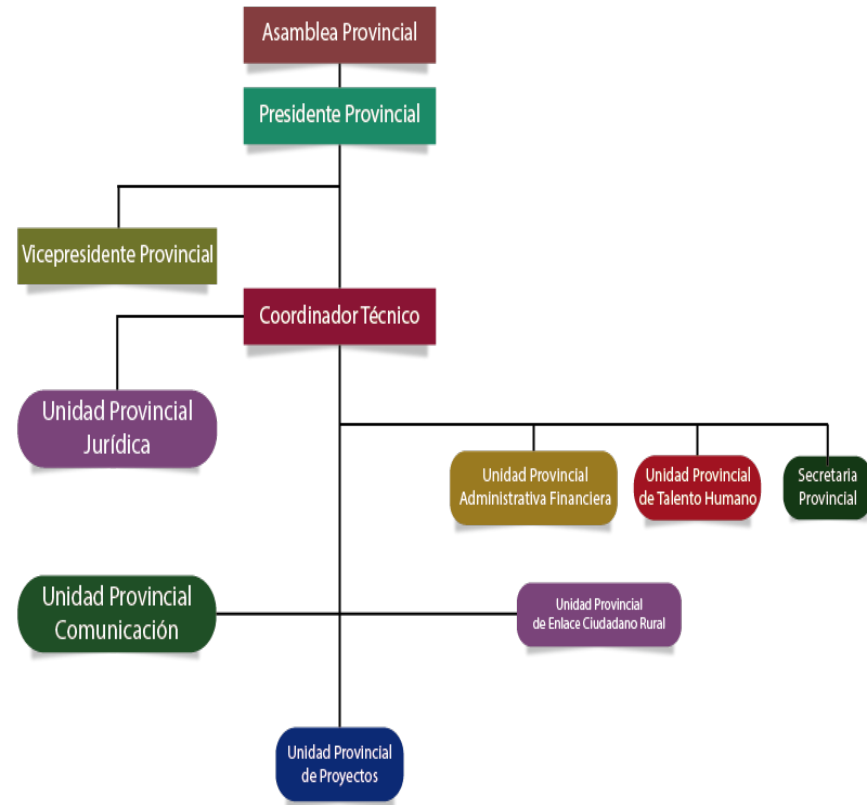 Asamblea Provincial
Presidente Provincial
Vicepresidente Provincial
Coordinador Técnico
Unidad Provincial
Jurídica
Unidad Provincial
Administrativa Financiera
Unidad Provincial
de Talento Humano
Secretaria
Provincial
Unidad Provincial
Comunicación
Unidad Provincial
de Enlace Ciudadano Rural
Unidad Provincial
de Proyectos